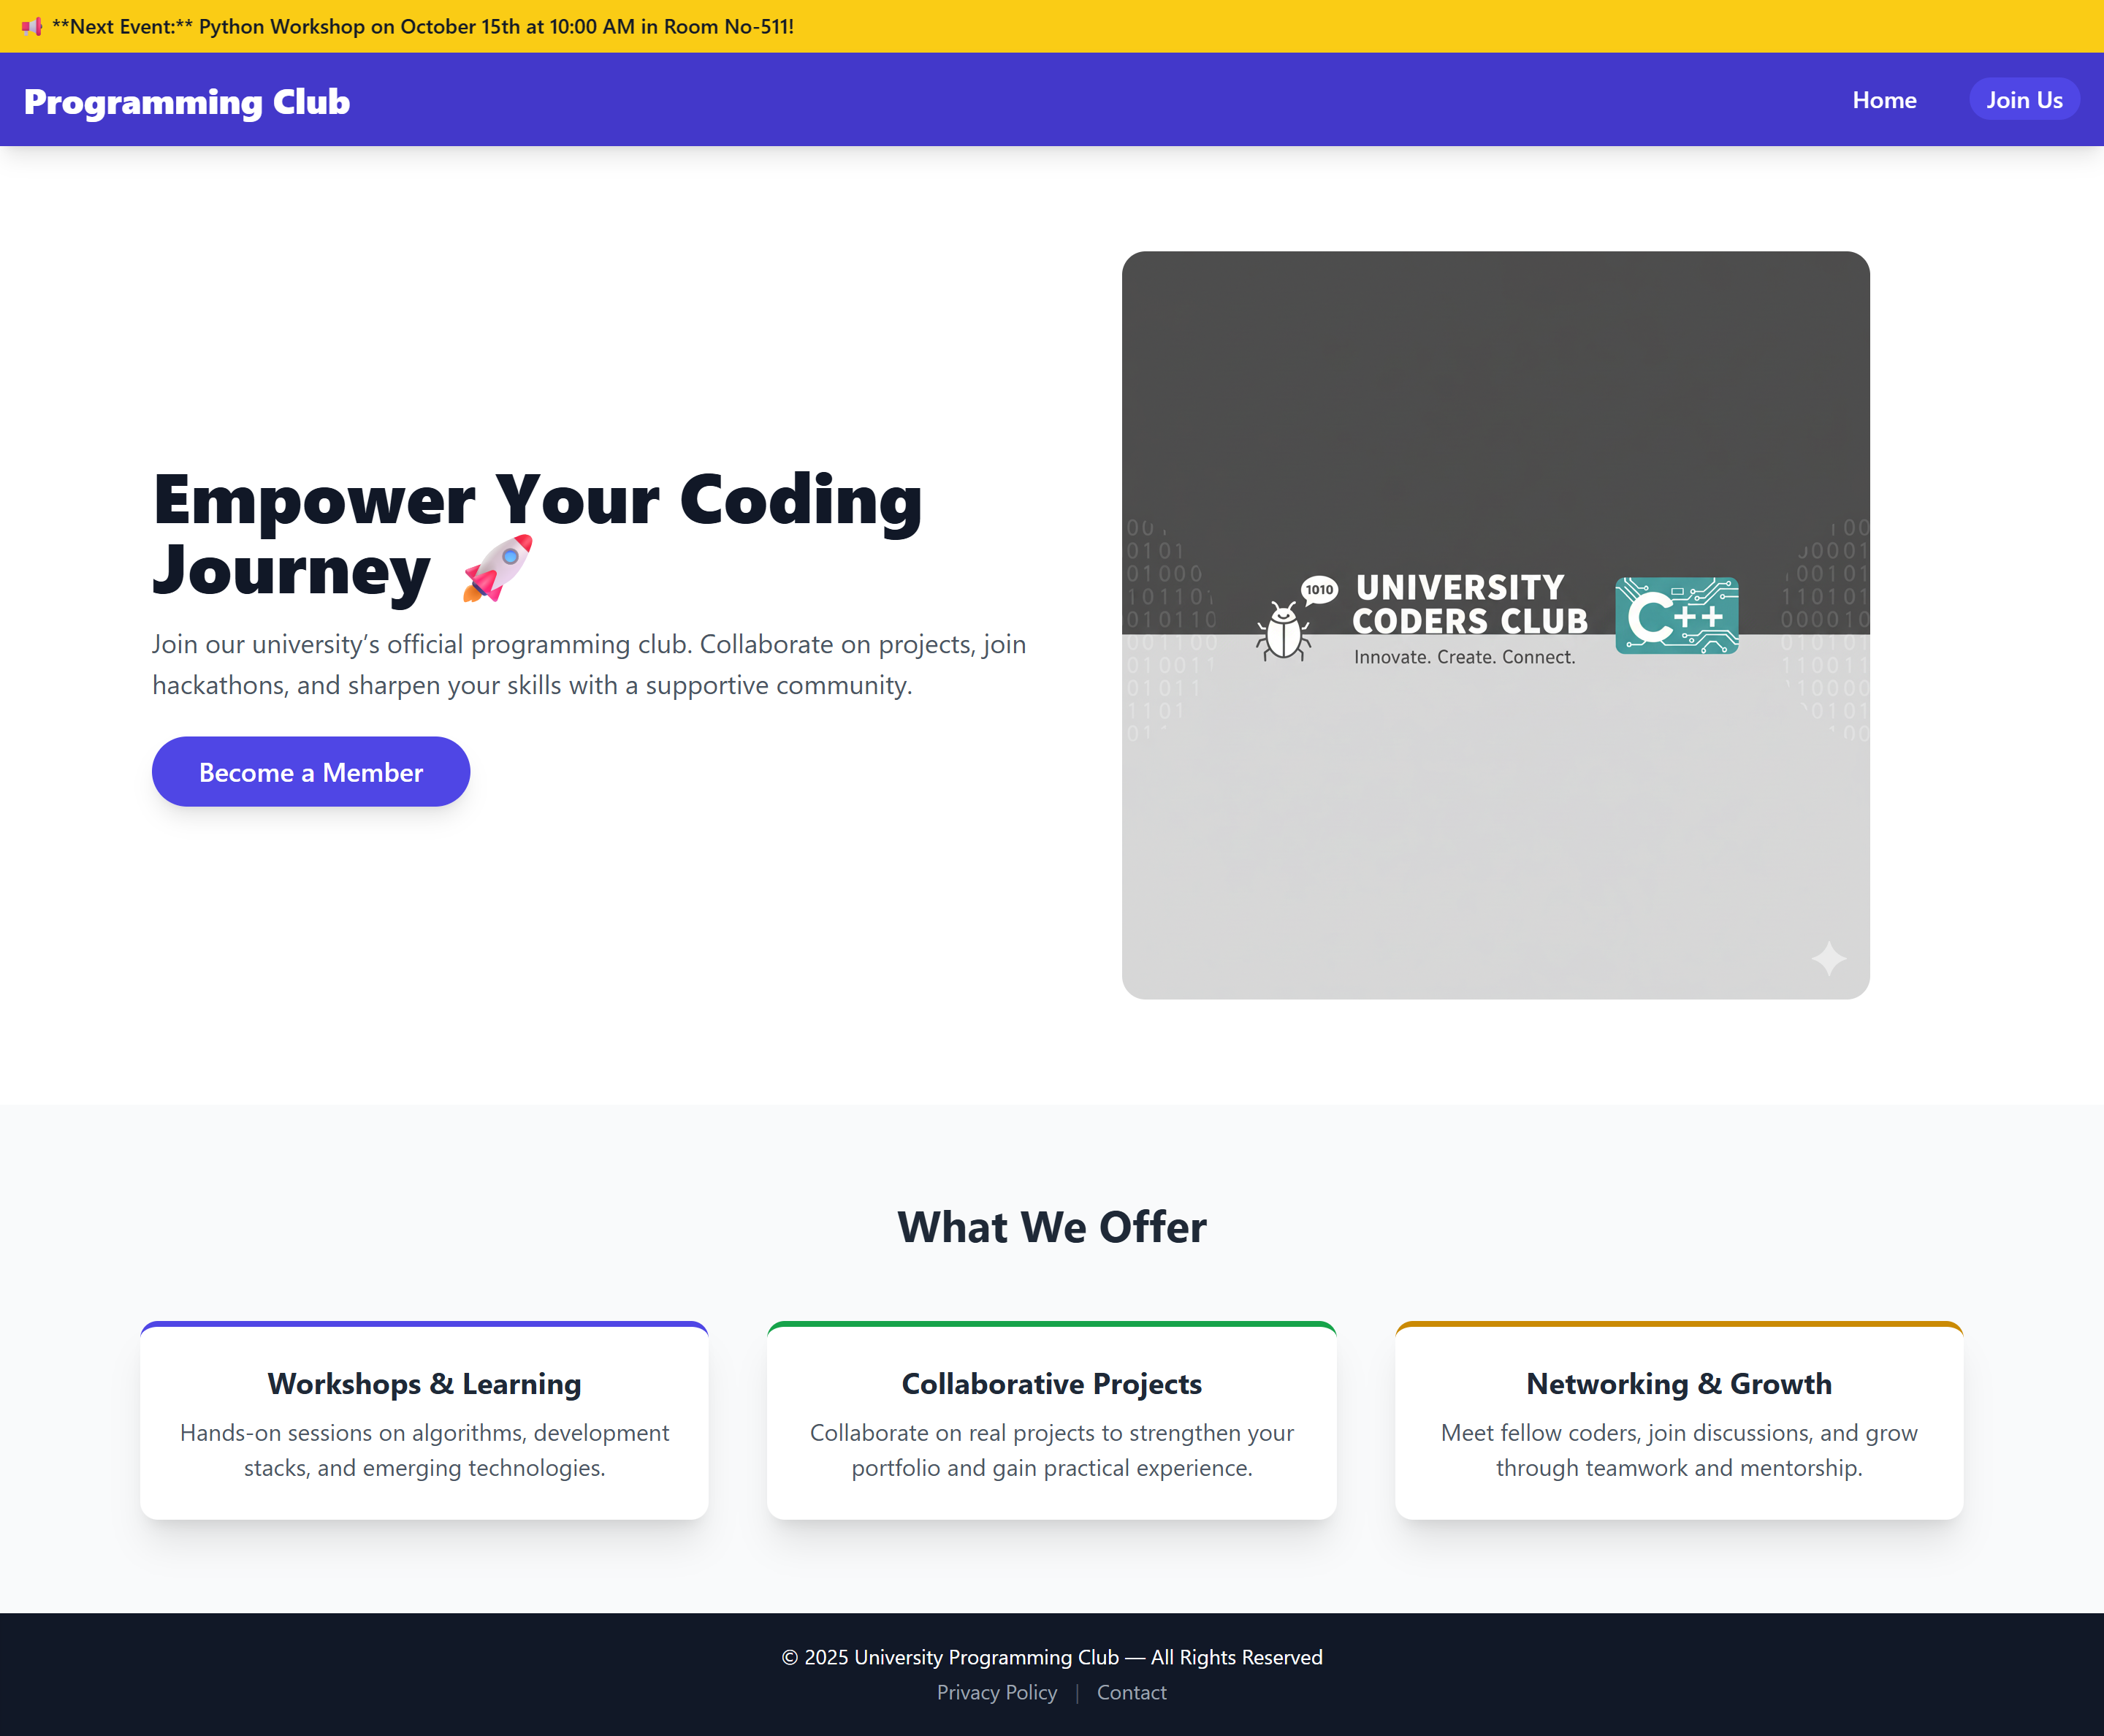 📢 **Next Event:** Python Workshop on October 15th at 10:00 AM in Room No-511!
Programming Club
Home
Join Us
Empower Your Coding
Journey 🚀
Join our university’s official programming club. Collaborate on projects, join
hackathons, and sharpen your skills with a supportive community.
Become a Member
1010
UNIVERSITY
CODERS CLUB
Innovate. Create. Connect.
C++
What We Offer
Workshops & Learning
Hands-on sessions on algorithms, development
stacks, and emerging technologies.
Collaborative Projects
Collaborate on real projects to strengthen your
portfolio and gain practical experience.
Networking & Growth
Meet fellow coders, join discussions, and grow
through teamwork and mentorship.
© 2025 University Programming Club — All Rights Reserved
Privacy Policy | Contact